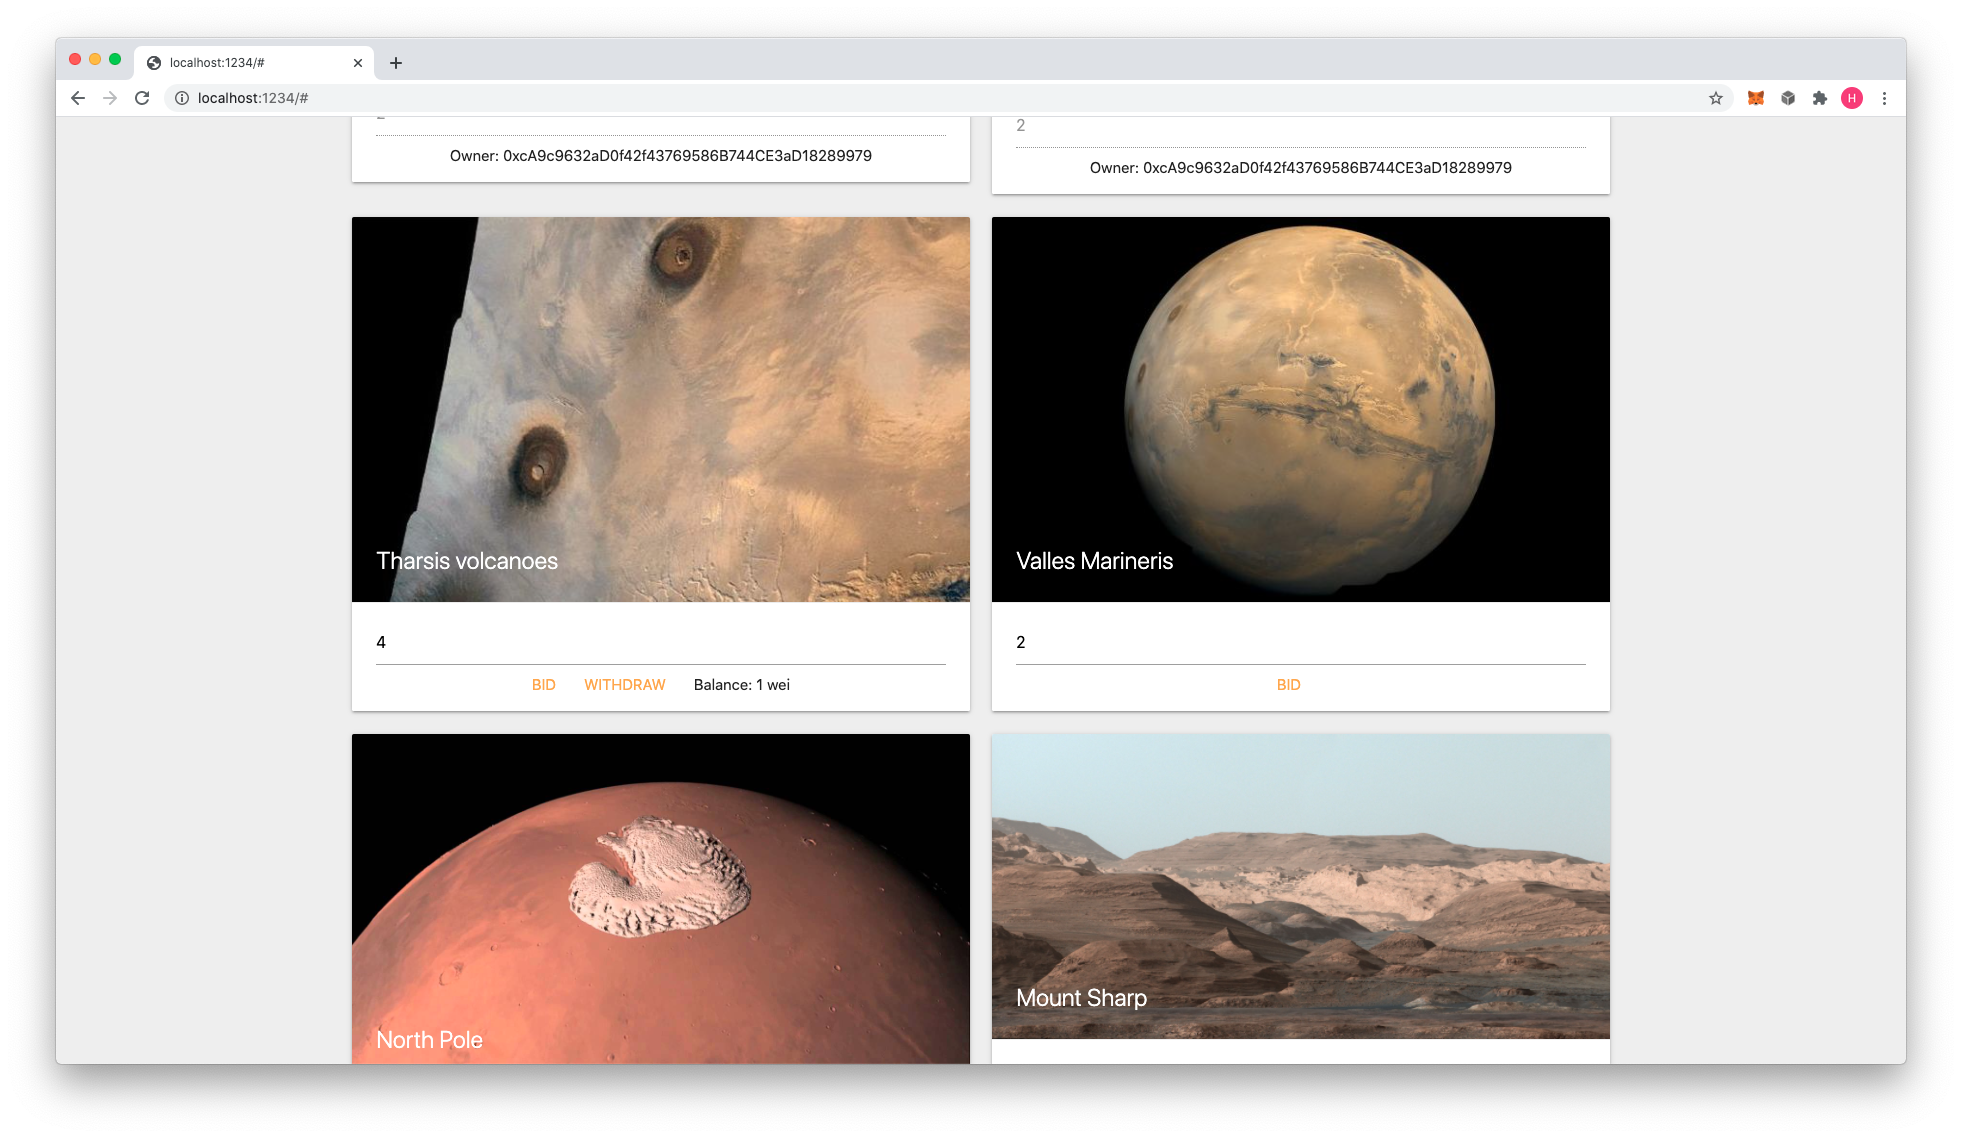 localhost:1234/#
localhost:1234/#
H
2
Owner: 0xcA9c9632aD0f42f43769586B744CE3aD18289979
Owner: 0xcA9c9632aD0f42f43769586B744CE3aD18289979
Tharsis volcanoes
Valles Marineris
4
2
BID WITHDRAW Balance: 1 wei
BID
North Pole
Mount Sharp